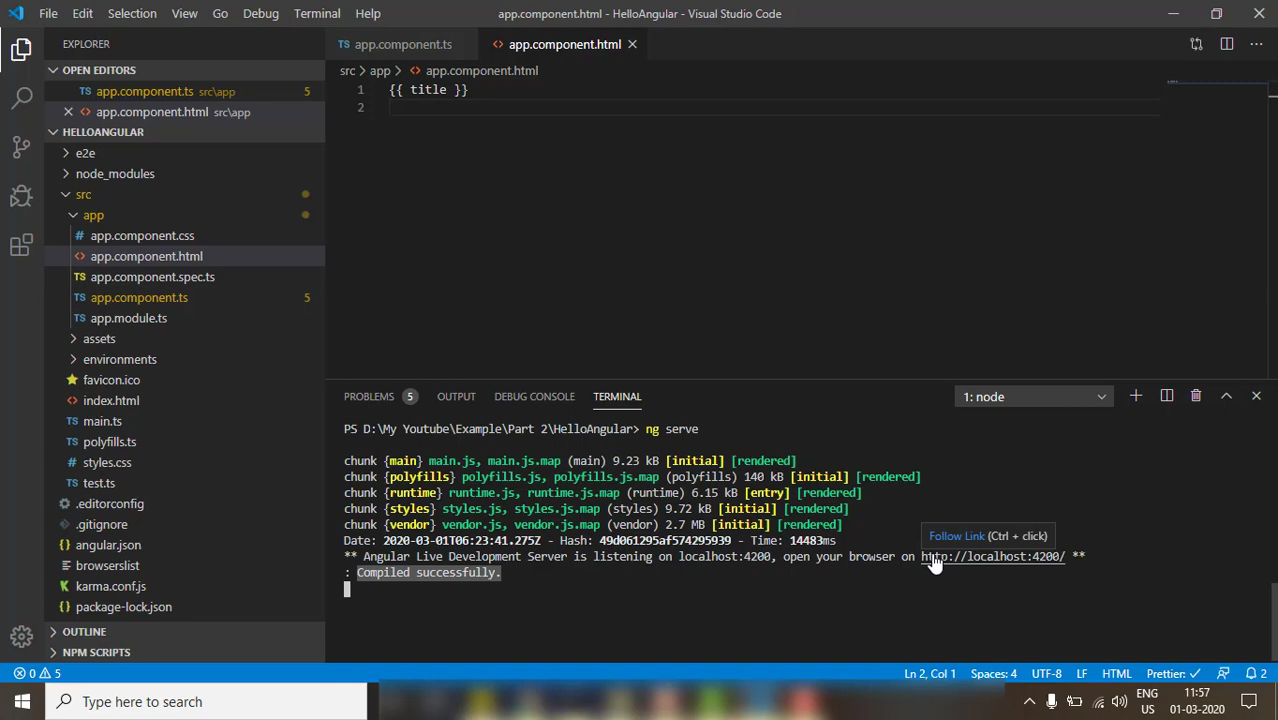 File Edit Selection View Go Debug Terminal Help app.component.html - HelloAngular - Visual Studio Code
EXPLORER
OPEN EDITORS
TS app.component.ts src\app 5
app.component.html src\app
HELLOANGULAR
e2e
node_modules
src
app
# app.component.css
<> app.component.html
TS app.component.spec.ts
TS app.component.ts 5
TS app.module.ts
assets
environments
favicon.ico
<> index.html
TS main.ts
TS polyfills.ts
# styles.css
TS test.ts
.editorconfig
.gitignore
angular.json
browserslist
karma.conf.js
package-lock.json
OUTLINE
NPM SCRIPTS
TS app.component.ts <> app.component.html
src > app > <> app.component.html
1 {{ title }}
2
PROBLEMS 5 OUTPUT DEBUG CONSOLE TERMINAL 1: node
PS D:\My Youtube\Example\Part 2\HelloAngular> ng serve
chunk {main} main.js, main.js.map (main) 9.23 kB [initial] [rendered]
chunk {polyfills} polyfills.js, polyfills.js.map (polyfills) 140 kB [initial] [rendered]
chunk {runtime} runtime.js, runtime.js.map (runtime) 6.15 kB [entry] [rendered]
chunk {styles} styles.js, styles.js.map (styles) 9.72 kB [initial] [rendered]
chunk {vendor} vendor.js, vendor.js.map (vendor) 2.7 MB [initial] [rendered]
Date: 2020-03-01T06:23:41.275Z - Hash: 49d061295af574295939 - Time: 14483ms
Follow Link (Ctrl + click)
** Angular Live Development Server is listening on localhost:4200, open your browser on http://localhost:4200/ **
: Compiled successfully.
0 5 Ln 2, Col 1 Spaces: 4 UTF-8 LF HTML Prettier: ✓ 2
Type here to search
ENG
US
11:57
01-03-2020